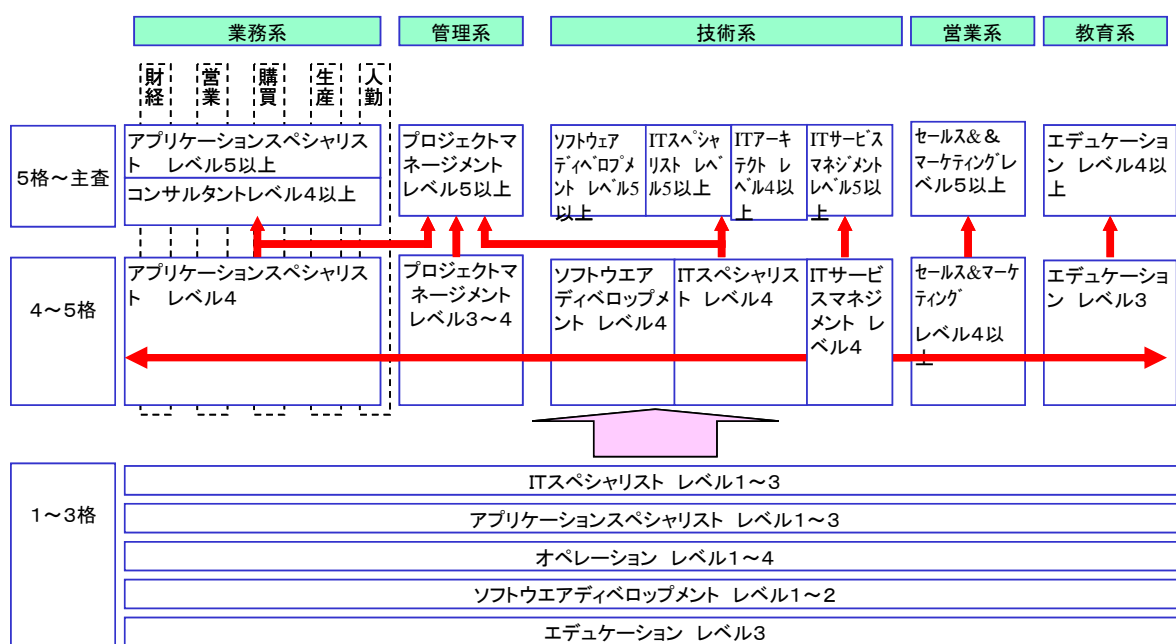 業務系
管理系
技術系
営業系
教育系
財経
営業
購買
生産
人勤
5格~主査
アプリケーションスペシャリス
ト レベル5以上
コンサルタントレベル4以上
プロジェクトマ
ネージメント
レベル5以上
ソフトウェア
ディベロプメ
ント レベル5
以上
ITスペシャ
リスト レベ
ル5以上
ITアーキ
テクト レ
ベル4以
上
ITサービス
マネジメント
レベル5以
上
セールス&&
マーケティングレ
ベル5以上
エデュケーショ
ン レベル4以
上
4~5格
アプリケーションスペシャリス
ト レベル4
プロジェクトマ
ネージメント
レベル3~4
ソフトウエア
ディベロップメ
ント レベル4
ITスペシャリス
ト レベル4
ITサービ
スマネジ
メント レ
ベル4
セールス&マーケ
ティング
レベル4以
上
エデュケーショ
ン レベル3
1~3格
ITスペシャリスト レベル1~3
アプリケーションスペシャリスト レベル1~3
オペレーション レベル1~4
ソフトウエアディベロップメント レベル1~2
エデュケーション レベル3